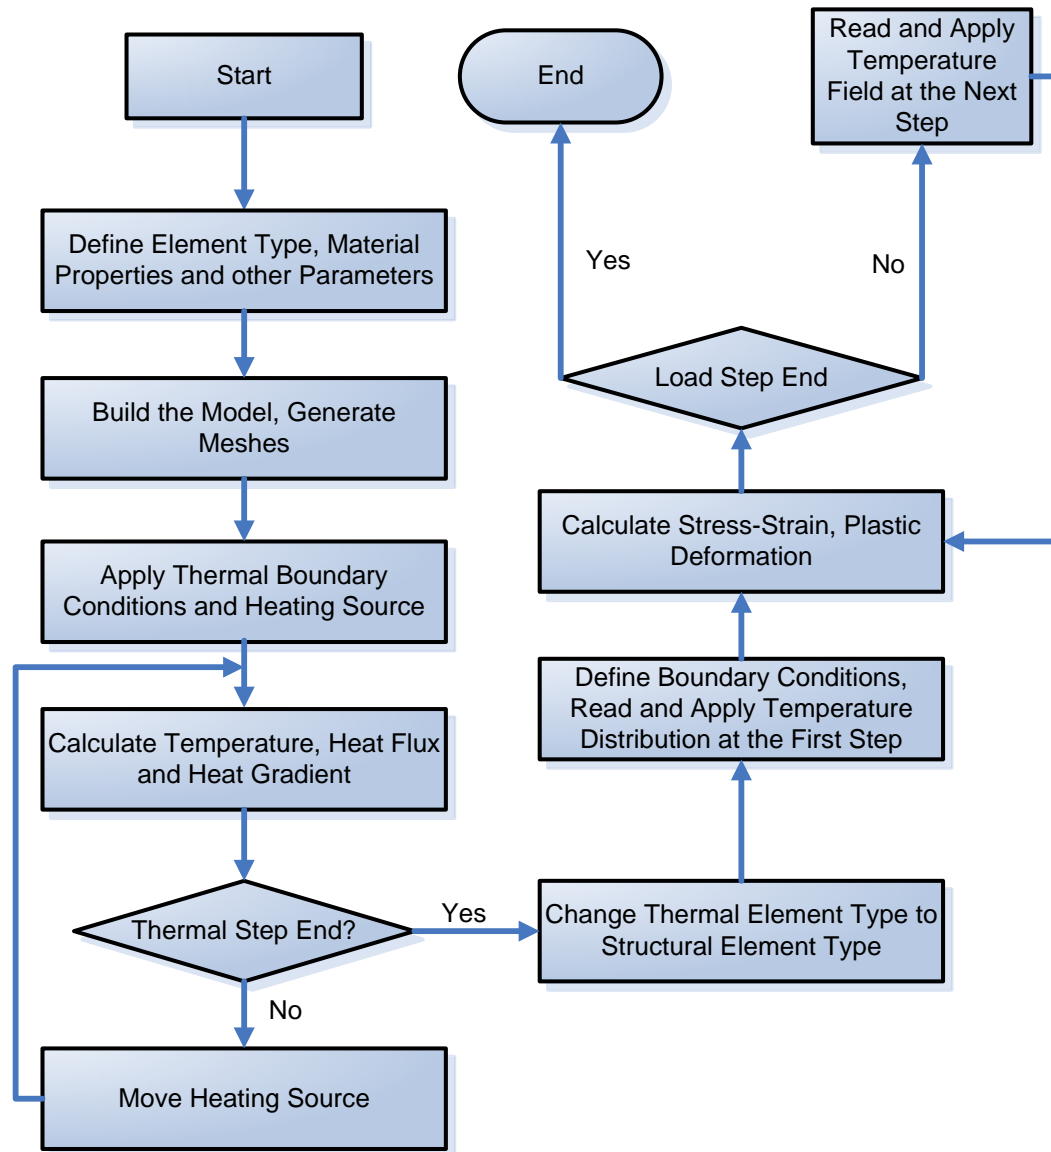 Start
Define Element Type, Material
Properties and other Parameters
Build the Model, Generate
Meshes
Apply Thermal Boundary
Conditions and Heating Source
Calculate Temperature, Heat Flux
and Heat Gradient
Thermal Step End?
Yes
No
Move Heating Source
Change Thermal Element Type to
Structural Element Type
Define Boundary Conditions,
Read and Apply Temperature
Distribution at the First Step
Calculate Stress-Strain, Plastic
Deformation
Load Step End
Yes
No
End
Read and Apply
Temperature
Field at the Next
Step